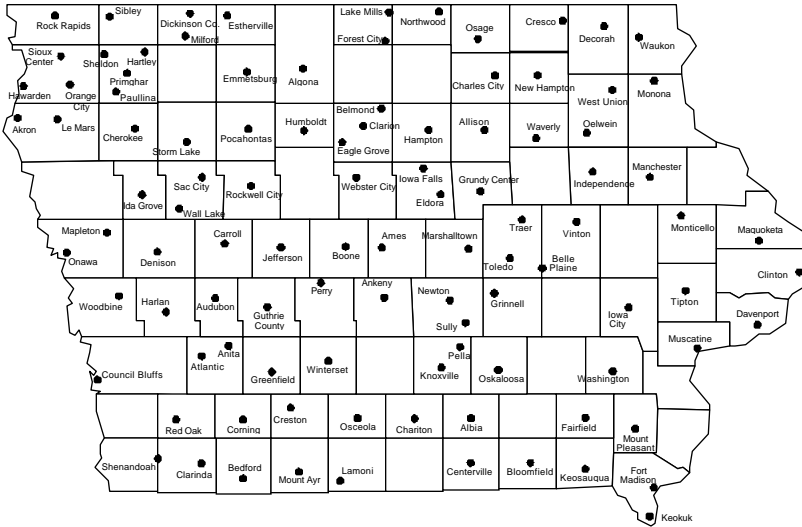 Rock Rapids
Sibley
Dickinson Co.
Milford
Estherville
Lake Mills
Forest City
Northwood
Osage
Cresco
Decorah
Waukon
Sioux
Center
Sheldon
Hartley
Primghar
Paullina
Hawarden
Orange
City
Emmetsburg
Algona
Charles City
New Hampton
West Union
Monona
Akron
Le Mars
Cherokee
Storm Lake
Pocahontas
Humboldt
Belmond
Clarion
Eagle Grove
Hampton
Allison
Waverly
Oelwein
Ida Grove
Sac City
Wall Lake
Rockwell City
Webster City
Iowa Falls
Eldora
Grundy Center
Independence
Manchester
Mapleton
Onawa
Denison
Carroll
Jefferson
Boone
Ames
Marshalltown
Traer
Toledo
Vinton
Belle
Plaine
Monticello
Maquoketa
Clinton
Woodbine
Harlan
Audubon
Guthrie
County
Perry
Ankeny
Newton
Sully
Grinnell
Iowa
City
Tipton
Davenport
Muscatine
Council Bluffs
Atlantic
Anita
Greenfield
Winterset
Pella
Knoxville
Oskaloosa
Washington
Red Oak
Corning
Creston
Osceola
Chariton
Albia
Fairfield
Mount
Pleasant
Shenandoah
Clarinda
Bedford
Mount Ayr
Lamoni
Centerville
Bloomfield
Keosauqua
Fort
Madison
Keokuk